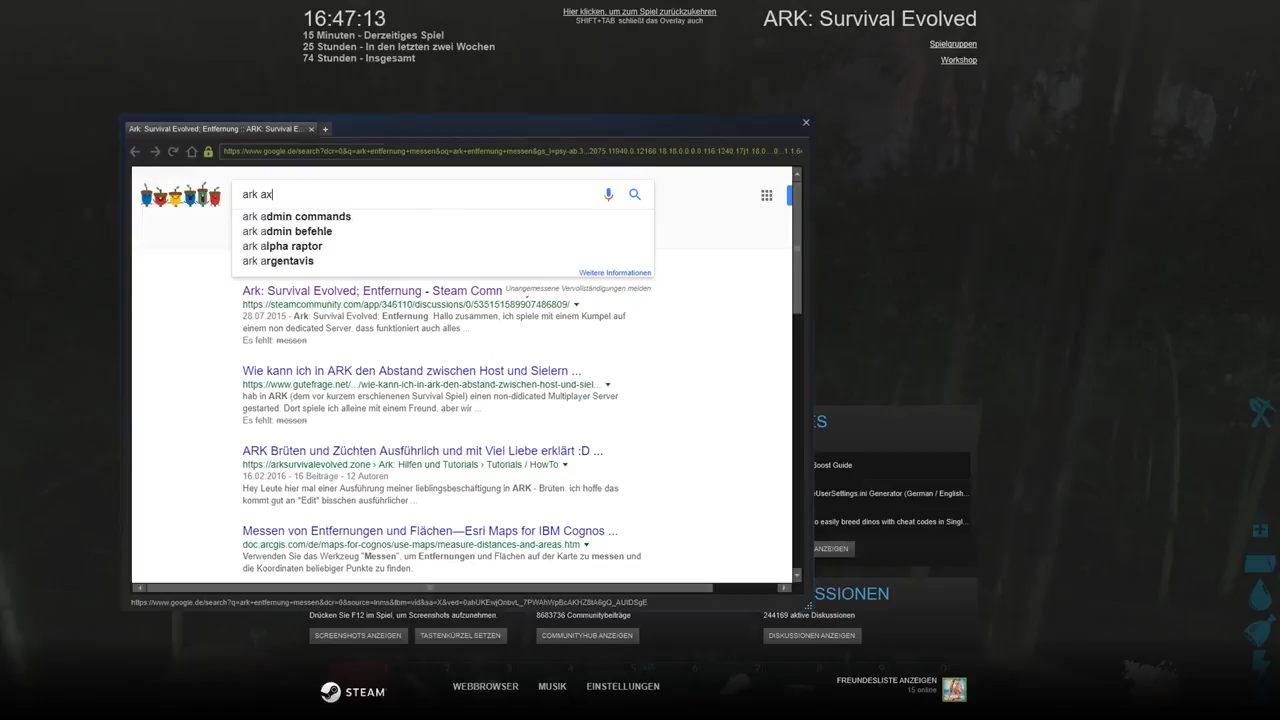 16:47:13
15 Minuten - Derzeitiges Spiel
25 Stunden - In den letzten zwei Wochen
74 Stunden - Insgesamt
Hier klicken, um zum Spiel zurückzukehren
SHIFT+TAB schließt das Overlay auch
ARK: Survival Evolved
Spielgruppen
Workshop
Ark: Survival Evolved; Entfernung :: ARK: Survival E...
ark ax
ark admin commands
ark admin befehle
ark alpha raptor
ark argentavis
Weitere Informationen
Unangemessene Vervollständigungen melden
Ark: Survival Evolved; Entfernung - Steam Comm
https://steamcommunity.com/app/346110/discussions/0/535151589907486809/
28.07.2015 - Ark: Survival Evolved; Entfernung. Hallo zusammen, ich spiele mit einem Kumpel auf
einem non dedicated Server. dass funktioniert auch alles ...
Es fehlt: messen
Wie kann ich in ARK den Abstand zwischen Host und Sielern ...
https://www.gutefrage.net/.../wie-kann-ich-in-ark-den-abstand-zwischen-host-und-siel...
hab in ARK (dem vor kurzem erschienenen Survival Spiel) einen non-didicated Multiplayer Server
gestarted. Dort spiele ich alleine mit einem Freund. aber wir ...
Es fehlt: messen
ARK Brüten und Züchten Ausführlich und mit Viel Liebe erklärt :D ...
https://arksurvivalevolved.zone › Ark: Hilfen und Tutorials › Tutorials / HowTo
16.02.2016 - 16 Beiträge - 12 Autoren
Hey Leute hier mal einer Ausführung meiner lieblingsbeschäftigung in ARK - Brüten. ich hoffe das
kommt gut an "Edit" bisschen ausführlicher ...
Messen von Entfernungen und Flächen—Esri Maps for IBM Cognos ...
doc.arcgis.com/de/maps-for-cognos/use-maps/measure-distances-and-areas.htm
Verwenden Sie das Werkzeug "Messen", um Entfernungen und Flächen auf der Karte zu messen und
die Koordinaten beliebiger Punkte zu finden.
ES
Boost Guide
UserSettings.ini Generator (German / English...
o easily breed dinos with cheat codes in Singl...
ANZEIGEN
SSIONEN
Drücken Sie F12 im Spiel, um Screenshots aufzunehmen.
8683736 Communitybeiträge
244169 aktive Diskussionen
SCREENSHOTS ANZEIGEN
TASTENKÜRZEL SETZEN
COMMUNITYHUB ANZEIGEN
DISKUSSIONEN ANZEIGEN
STEAM
WEBBROWSER
MUSIK
EINSTELLUNGEN
FREUNDESLISTE ANZEIGEN
15 online